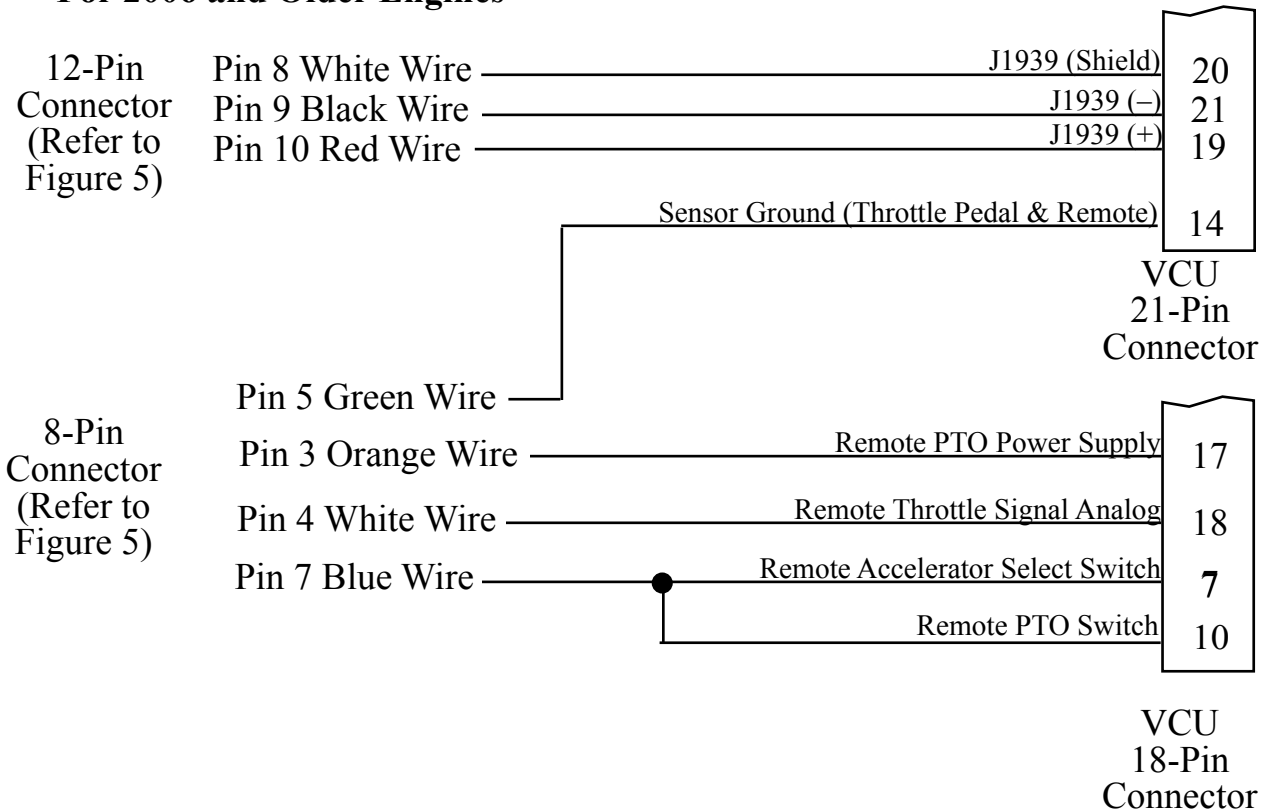 For 2006 and Older Engines
12-Pin
Connector
(Refer to
Figure 5)
Pin 8 White Wire
J1939 (Shield)
20
Pin 9 Black Wire
J1939 (–)
21
Pin 10 Red Wire
J1939 (+)
19
Sensor Ground (Throttle Pedal & Remote)
14
VCU
21-Pin
Connector
8-Pin
Connector
(Refer to
Figure 5)
Pin 5 Green Wire
Pin 3 Orange Wire
Remote PTO Power Supply
17
Pin 4 White Wire
Remote Throttle Signal Analog
18
Pin 7 Blue Wire
Remote Accelerator Select Switch
7
Remote PTO Switch
10
VCU
18-Pin
Connector